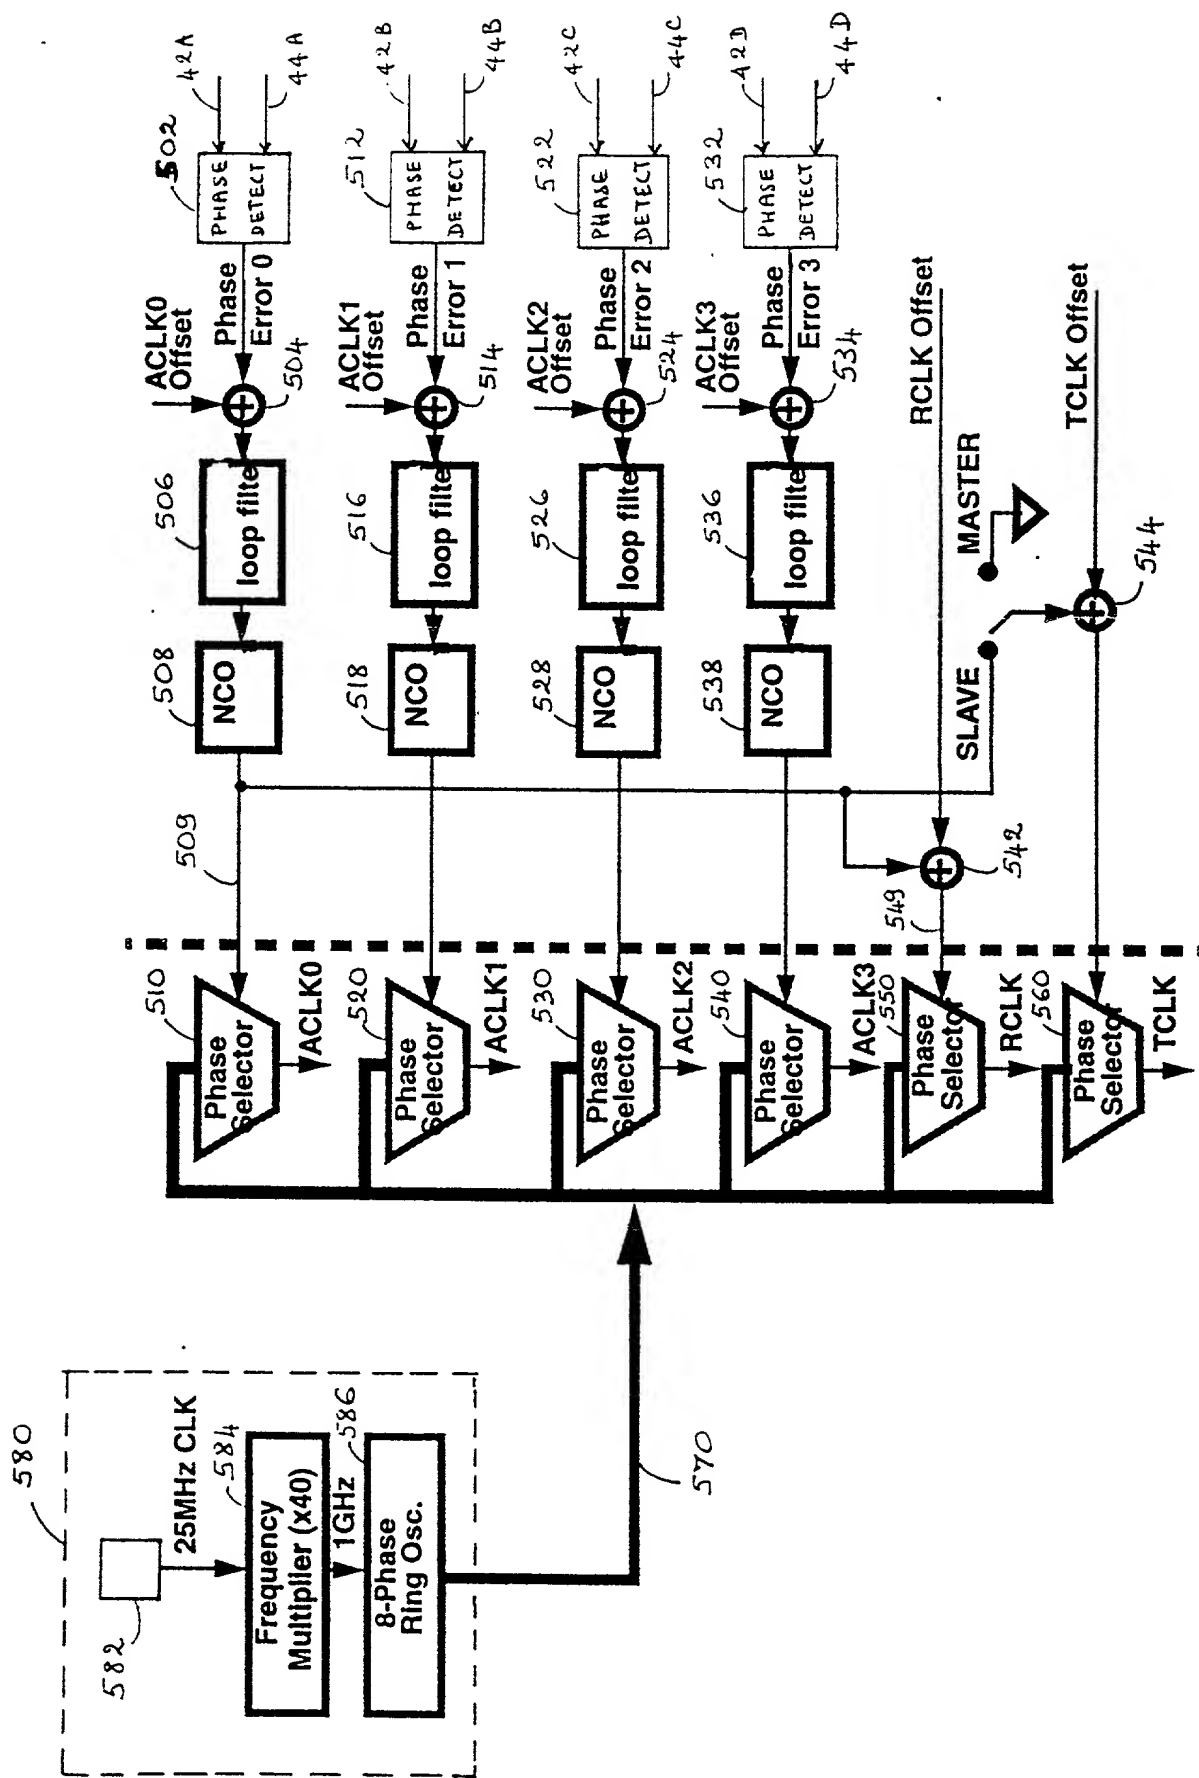 580
582
25MHz CLK
584
Frequency
Multiplier (x40)
1GHz
586
8-Phase
Ring Osc.
570
510
Phase
Selector
ACLK0
509
508
NCO
506
loop filte
ACLK0
Offset
504
Phase
Error 0
502
PHASE
DETECT
42A
44A
520
Phase
Selector
ACLK1
518
NCO
516
loop filte
ACLK1
Offset
514
Phase
Error 1
512
PHASE
DETECT
42B
44B
530
Phase
Selector
ACLK2
528
NCO
526
loop filte
ACLK2
Offset
524
Phase
Error 2
522
PHASE
DETECT
42C
44C
540
Phase
Selector
ACLK3
538
NCO
536
loop filte
ACLK3
Offset
534
Phase
Error 3
532
PHASE
DETECT
42D
44D
550
Phase
Selector
RCLK
549
542
RCLK Offset
SLAVE
MASTER
560
Phase
Selector
TCLK
544
TCLK Offset